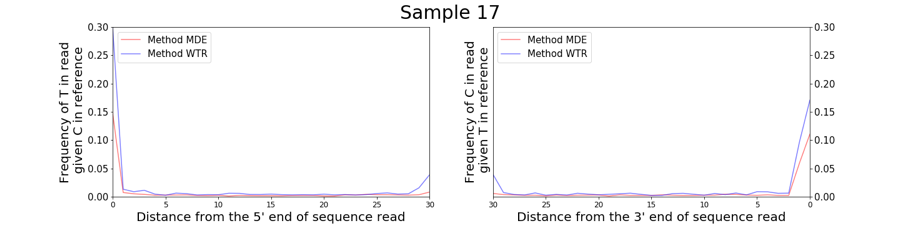 Sample 17
Frequency of T in read
given C in reference
0.30
0.25
0.20
0.15
0.10
0.05
0.00
Method MDE
Method WTR
0 5 10 15 20 25 30
Distance from the 5' end of sequence read
Frequency of C in read
given T in reference
Method MDE
Method WTR
30 25 20 15 10 5 0
Distance from the 3' end of sequence read
0.30
0.25
0.20
0.15
0.10
0.05
0.00